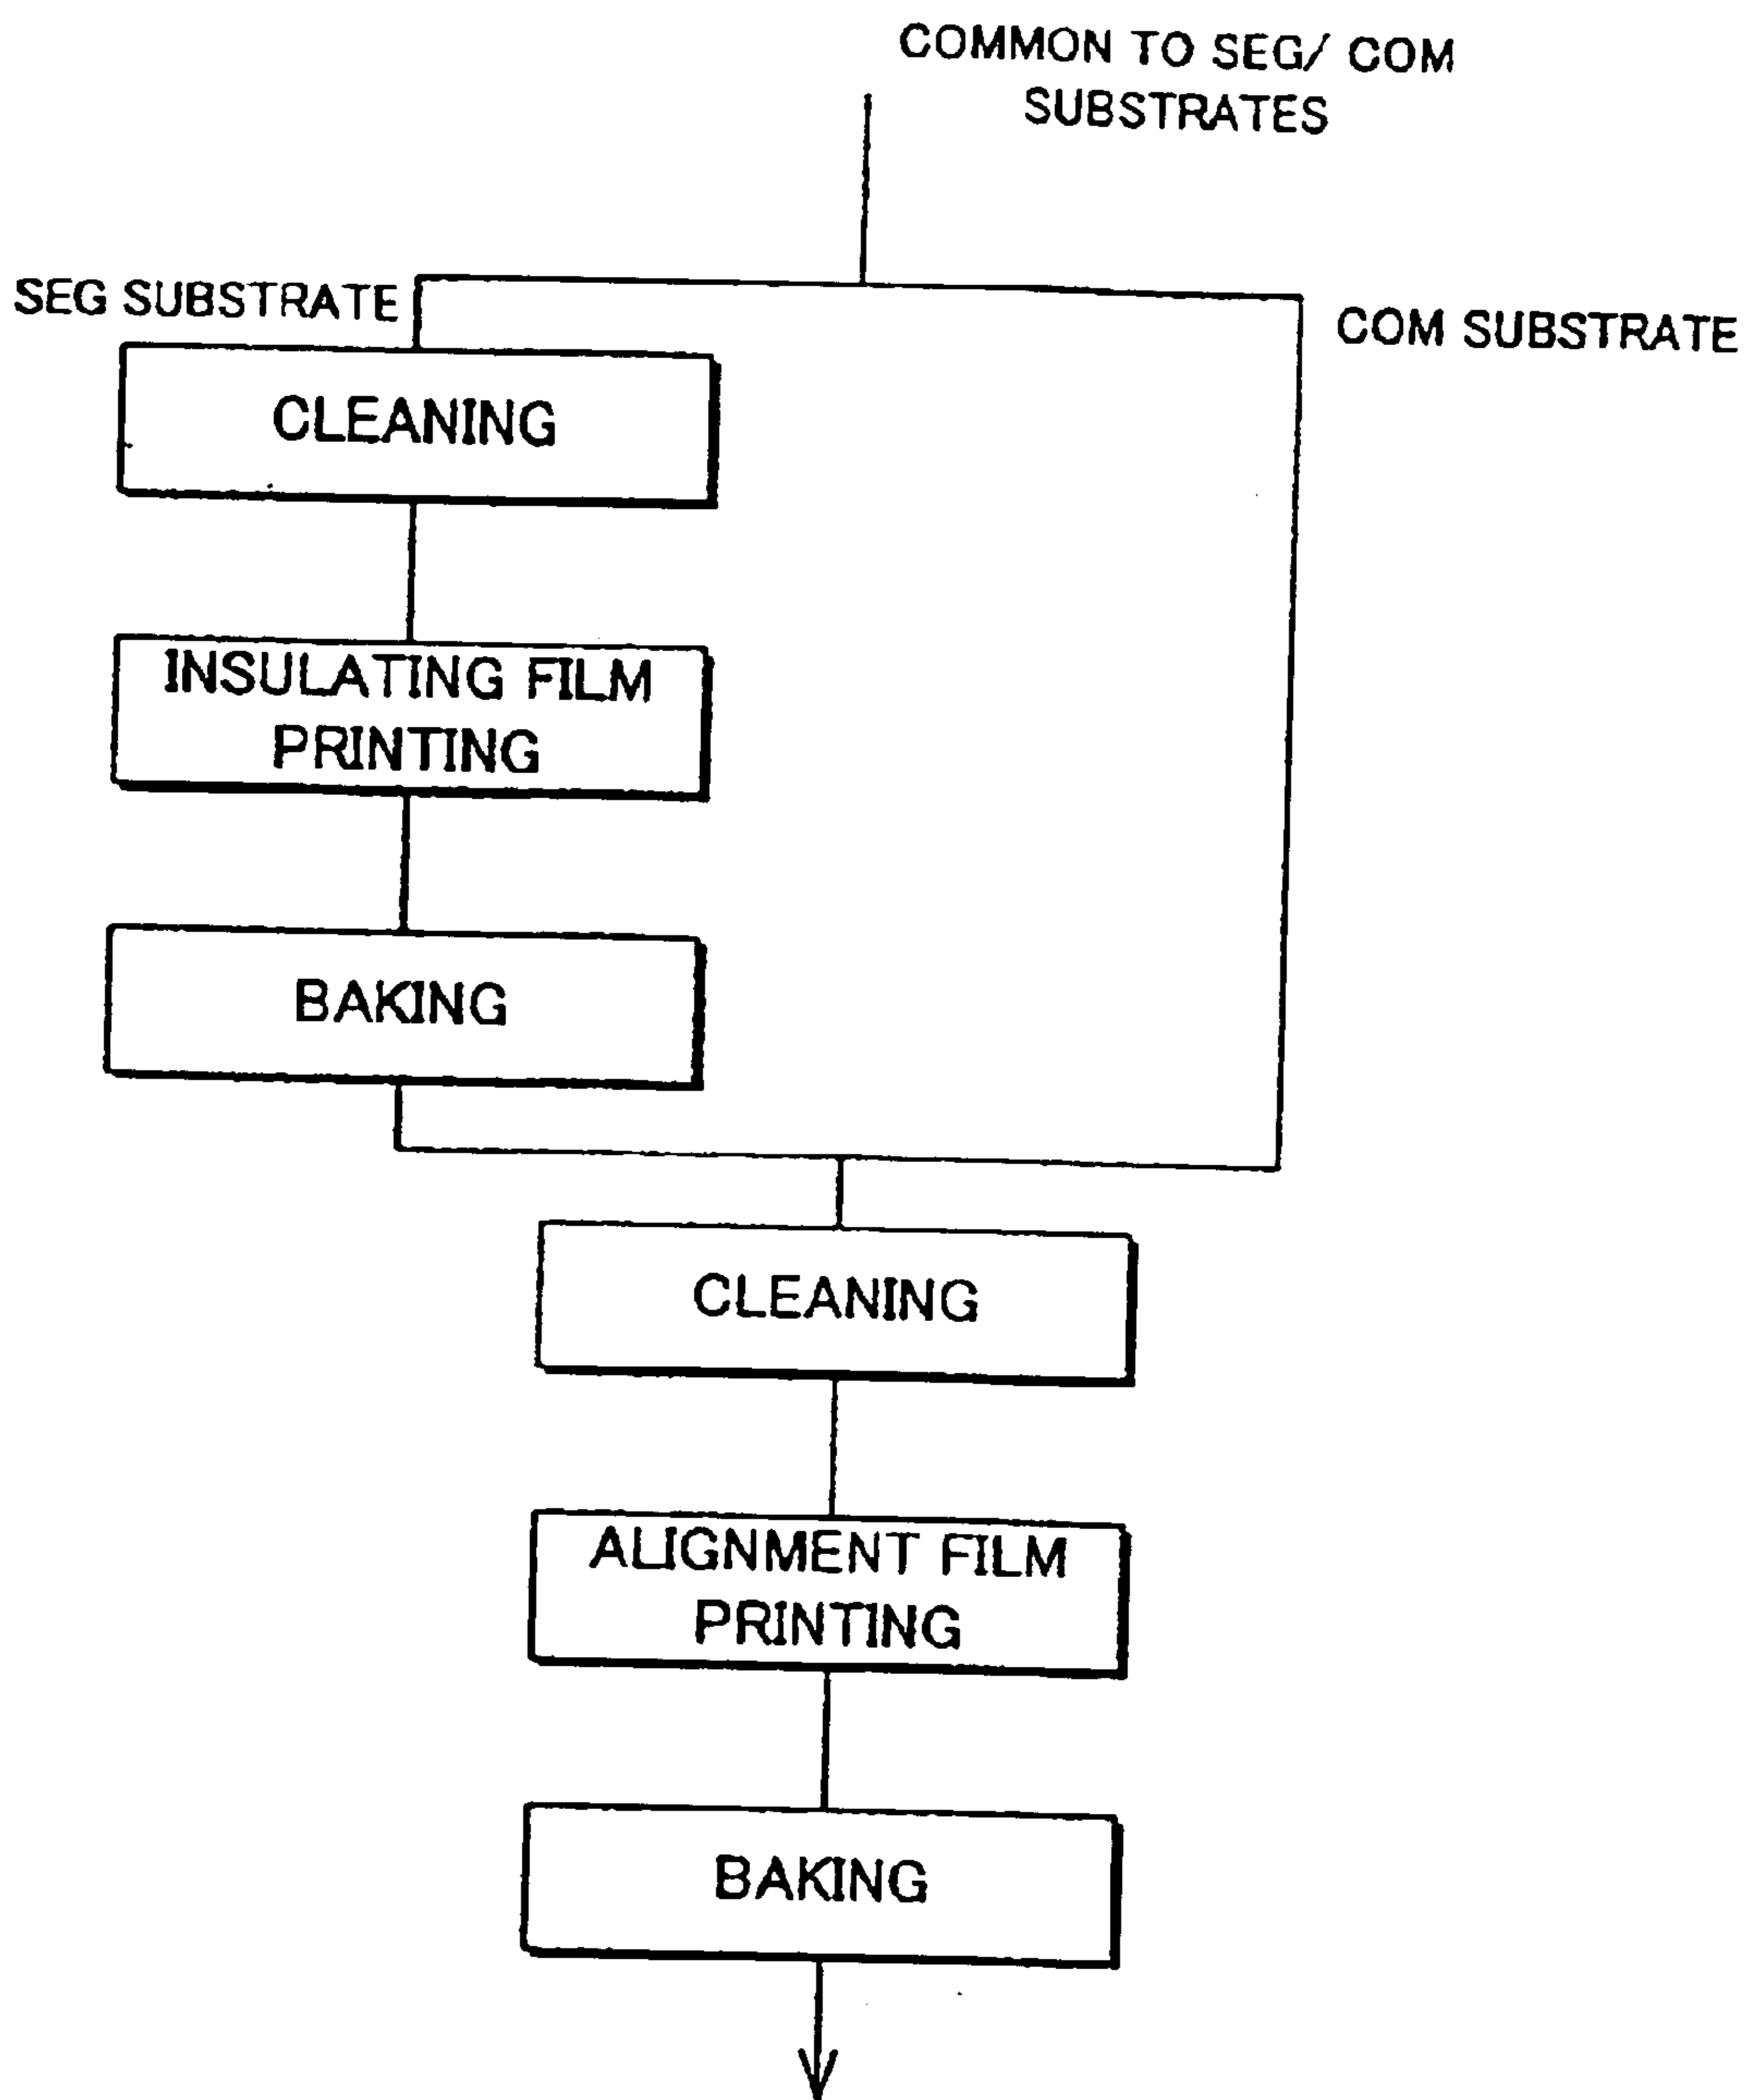 COMMON TO SEG/ COM
SUBSTRATES
SEG SUBSTRATE
COM SUBSTRATE
CLEANING
INSULATING FILM
PRINTING
BAKING
CLEANING
ALIGNMENT FILM
PRINTING
BAKING